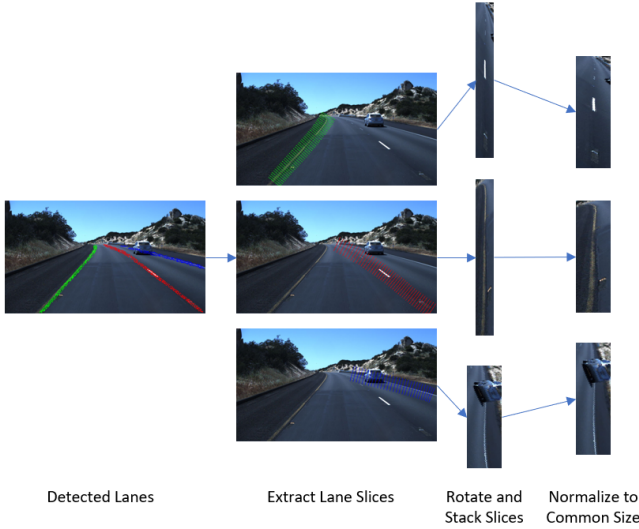 Detected Lanes
Extract Lane Slices
Rotate and
Stack Slices
Normalize to
Common Size